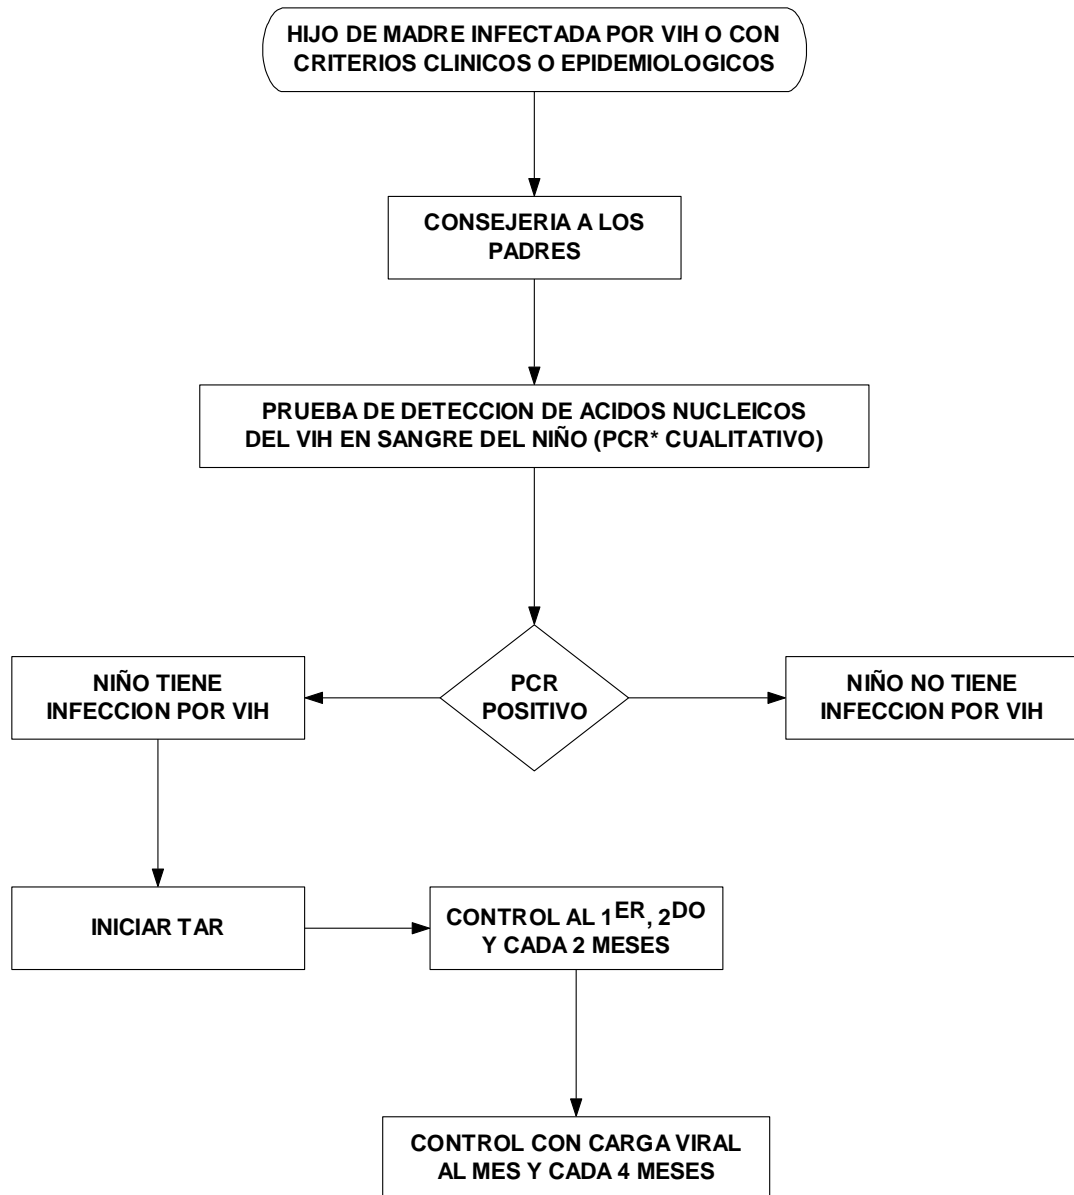 HIJO DE MADRE INFECTADA POR VIH O CON
CRITERIOS CLINICOS O EPIDEMIOLOGICOS
CONSEJERIA A LOS
PADRES
PRUEBA DE DETECCION DE ACIDOS NUCLEICOS
DEL VIH EN SANGRE DEL NIÑO (PCR* CUALITATIVO)
NIÑO TIENE
INFECCION POR VIH
PCR
POSITIVO
NIÑO NO TIENE
INFECCION POR VIH
INICIAR TAR
CONTROL AL 1ER, 2DO
Y CADA 2 MESES
CONTROL CON CARGA VIRAL
AL MES Y CADA 4 MESES